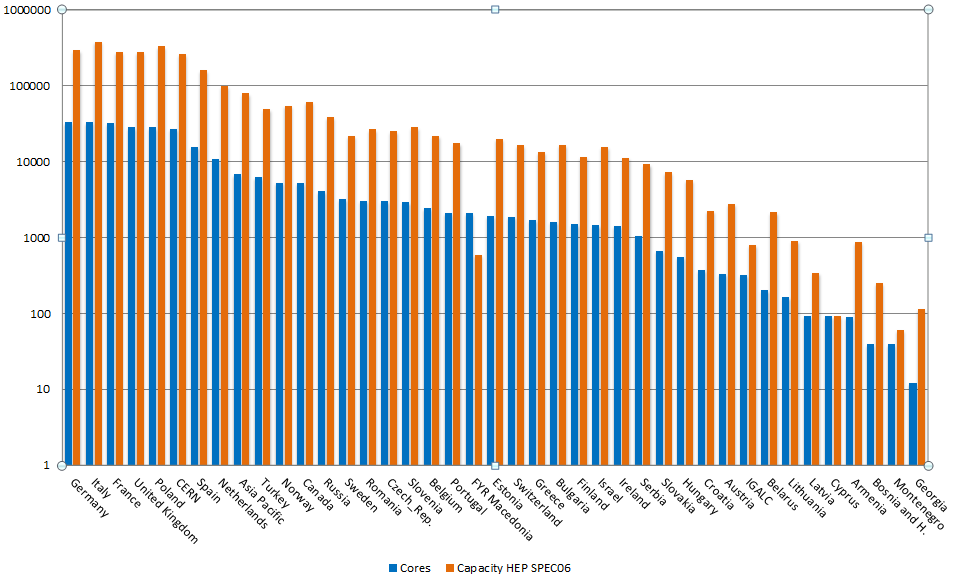 1000000
100000
10000
1000
100
10
1
Germany
Italy
France
United Kingdom
Poland
CERN
Spain
Netherlands
Asia Pacific
Turkey
Norway
Canada
Russia
Sweden
Romania
Czech_Rep.
Slovenia
Belgium
Portugal
FYR Macedonia
Estonia
Switzerland
Greece
Bulgaria
Finland
Israel
Ireland
Serbia
Slovakia
Hungary
Croatia
Austria
IGALC
Belarus
Lithuania
Latvia
Cyprus
Armenia
Bosnia and H.
Montenegro
Georgia
Cores
Capacity HEP SPEC06